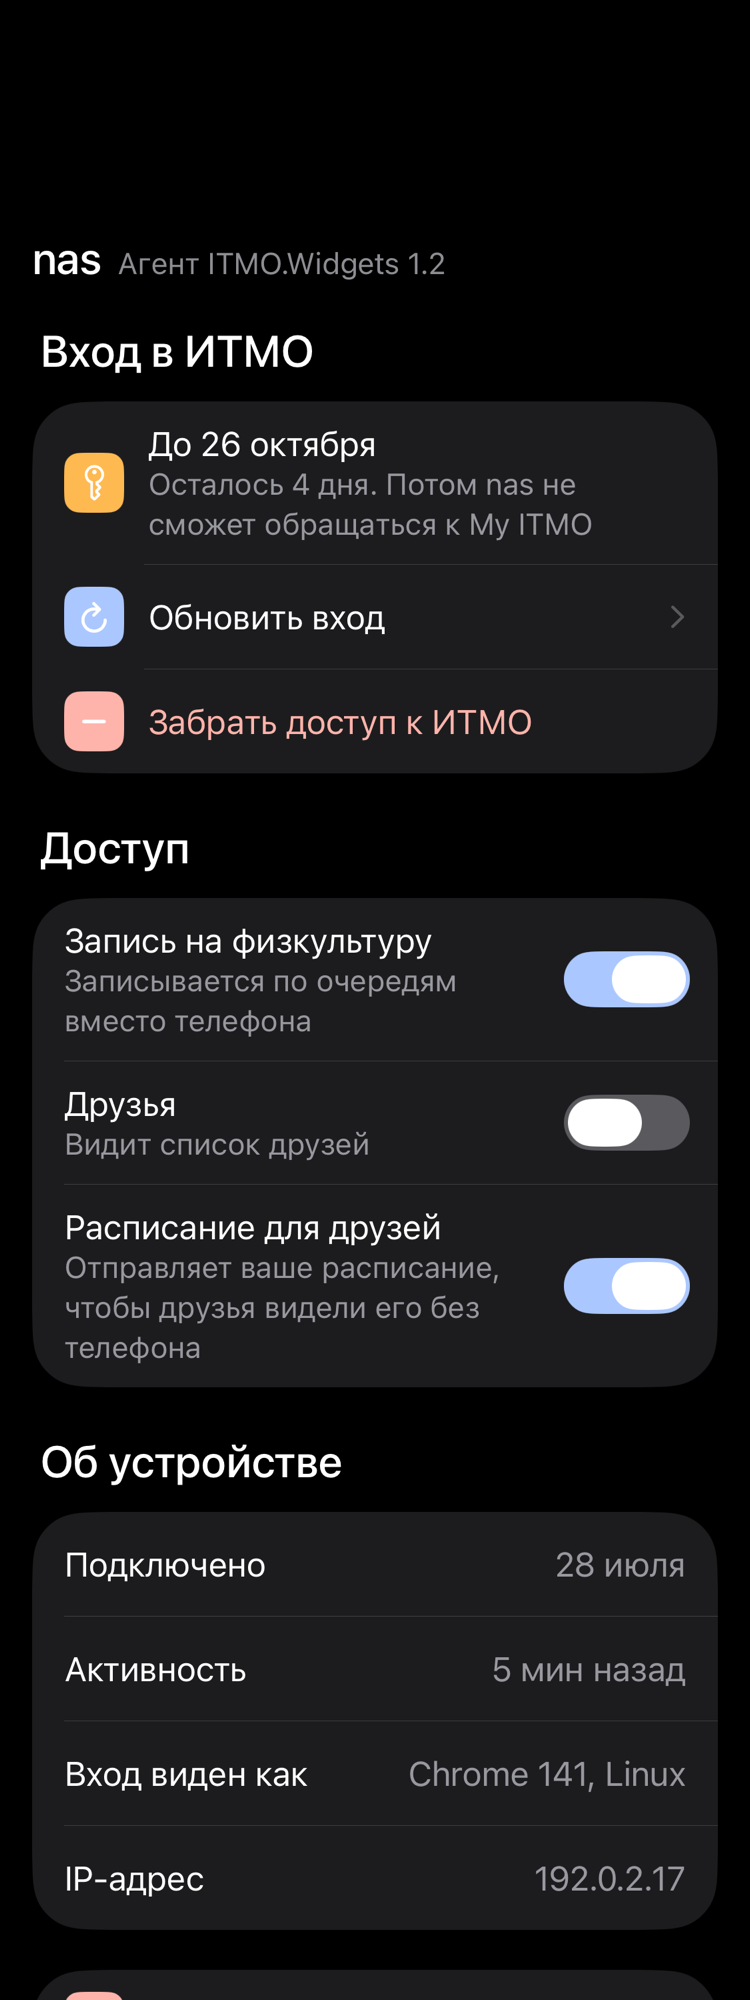 nas Агент ITMO.Widgets 1.2
Вход в ИТМО
До 26 октября
Осталось 4 дня. Потом nas не
сможет обращаться к My ITMO
Обновить вход
Забрать доступ к ИТМО
Доступ
Запись на физкультуру
Записывается по очередям
вместо телефона
Друзья
Видит список друзей
Расписание для друзей
Отправляет ваше расписание,
чтобы друзья видели его без
телефона
Об устройстве
Подключено 28 июля
Активность 5 мин назад
Вход виден как Chrome 141, Linux
IP-адрес 192.0.2.17